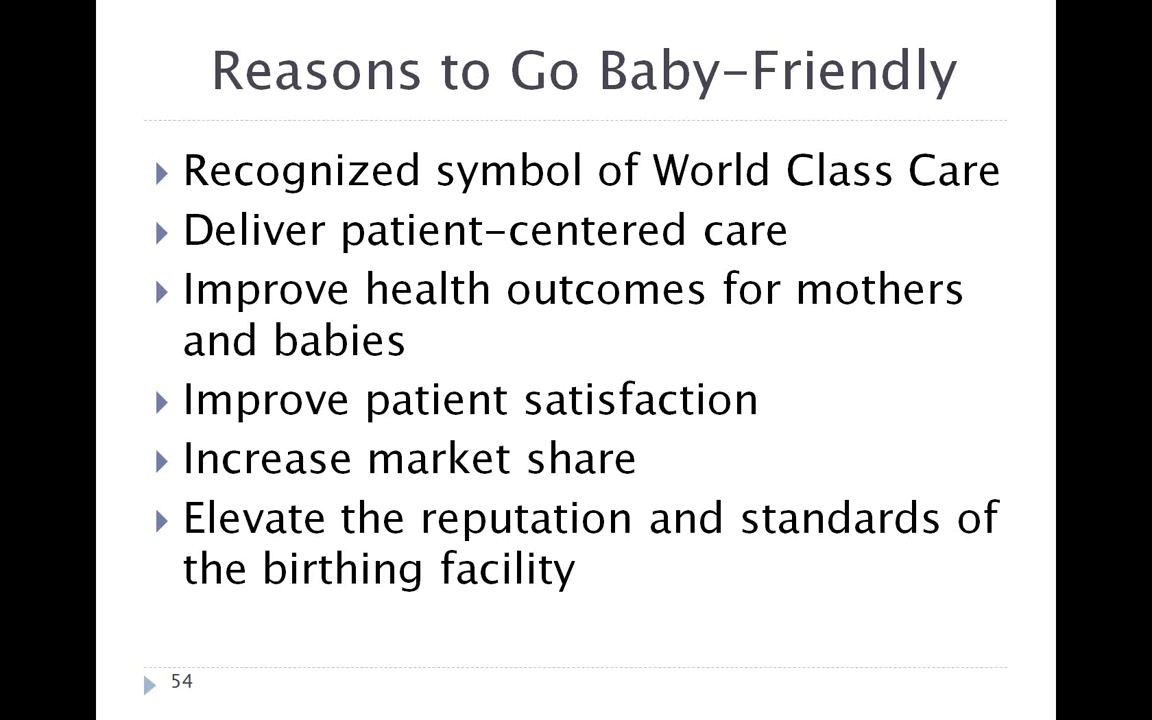 Reasons to Go Baby-Friendly
Recognized symbol of World Class Care
Deliver patient-centered care
Improve health outcomes for mothers
and babies
Improve patient satisfaction
Increase market share
Elevate the reputation and standards of
the birthing facility
54